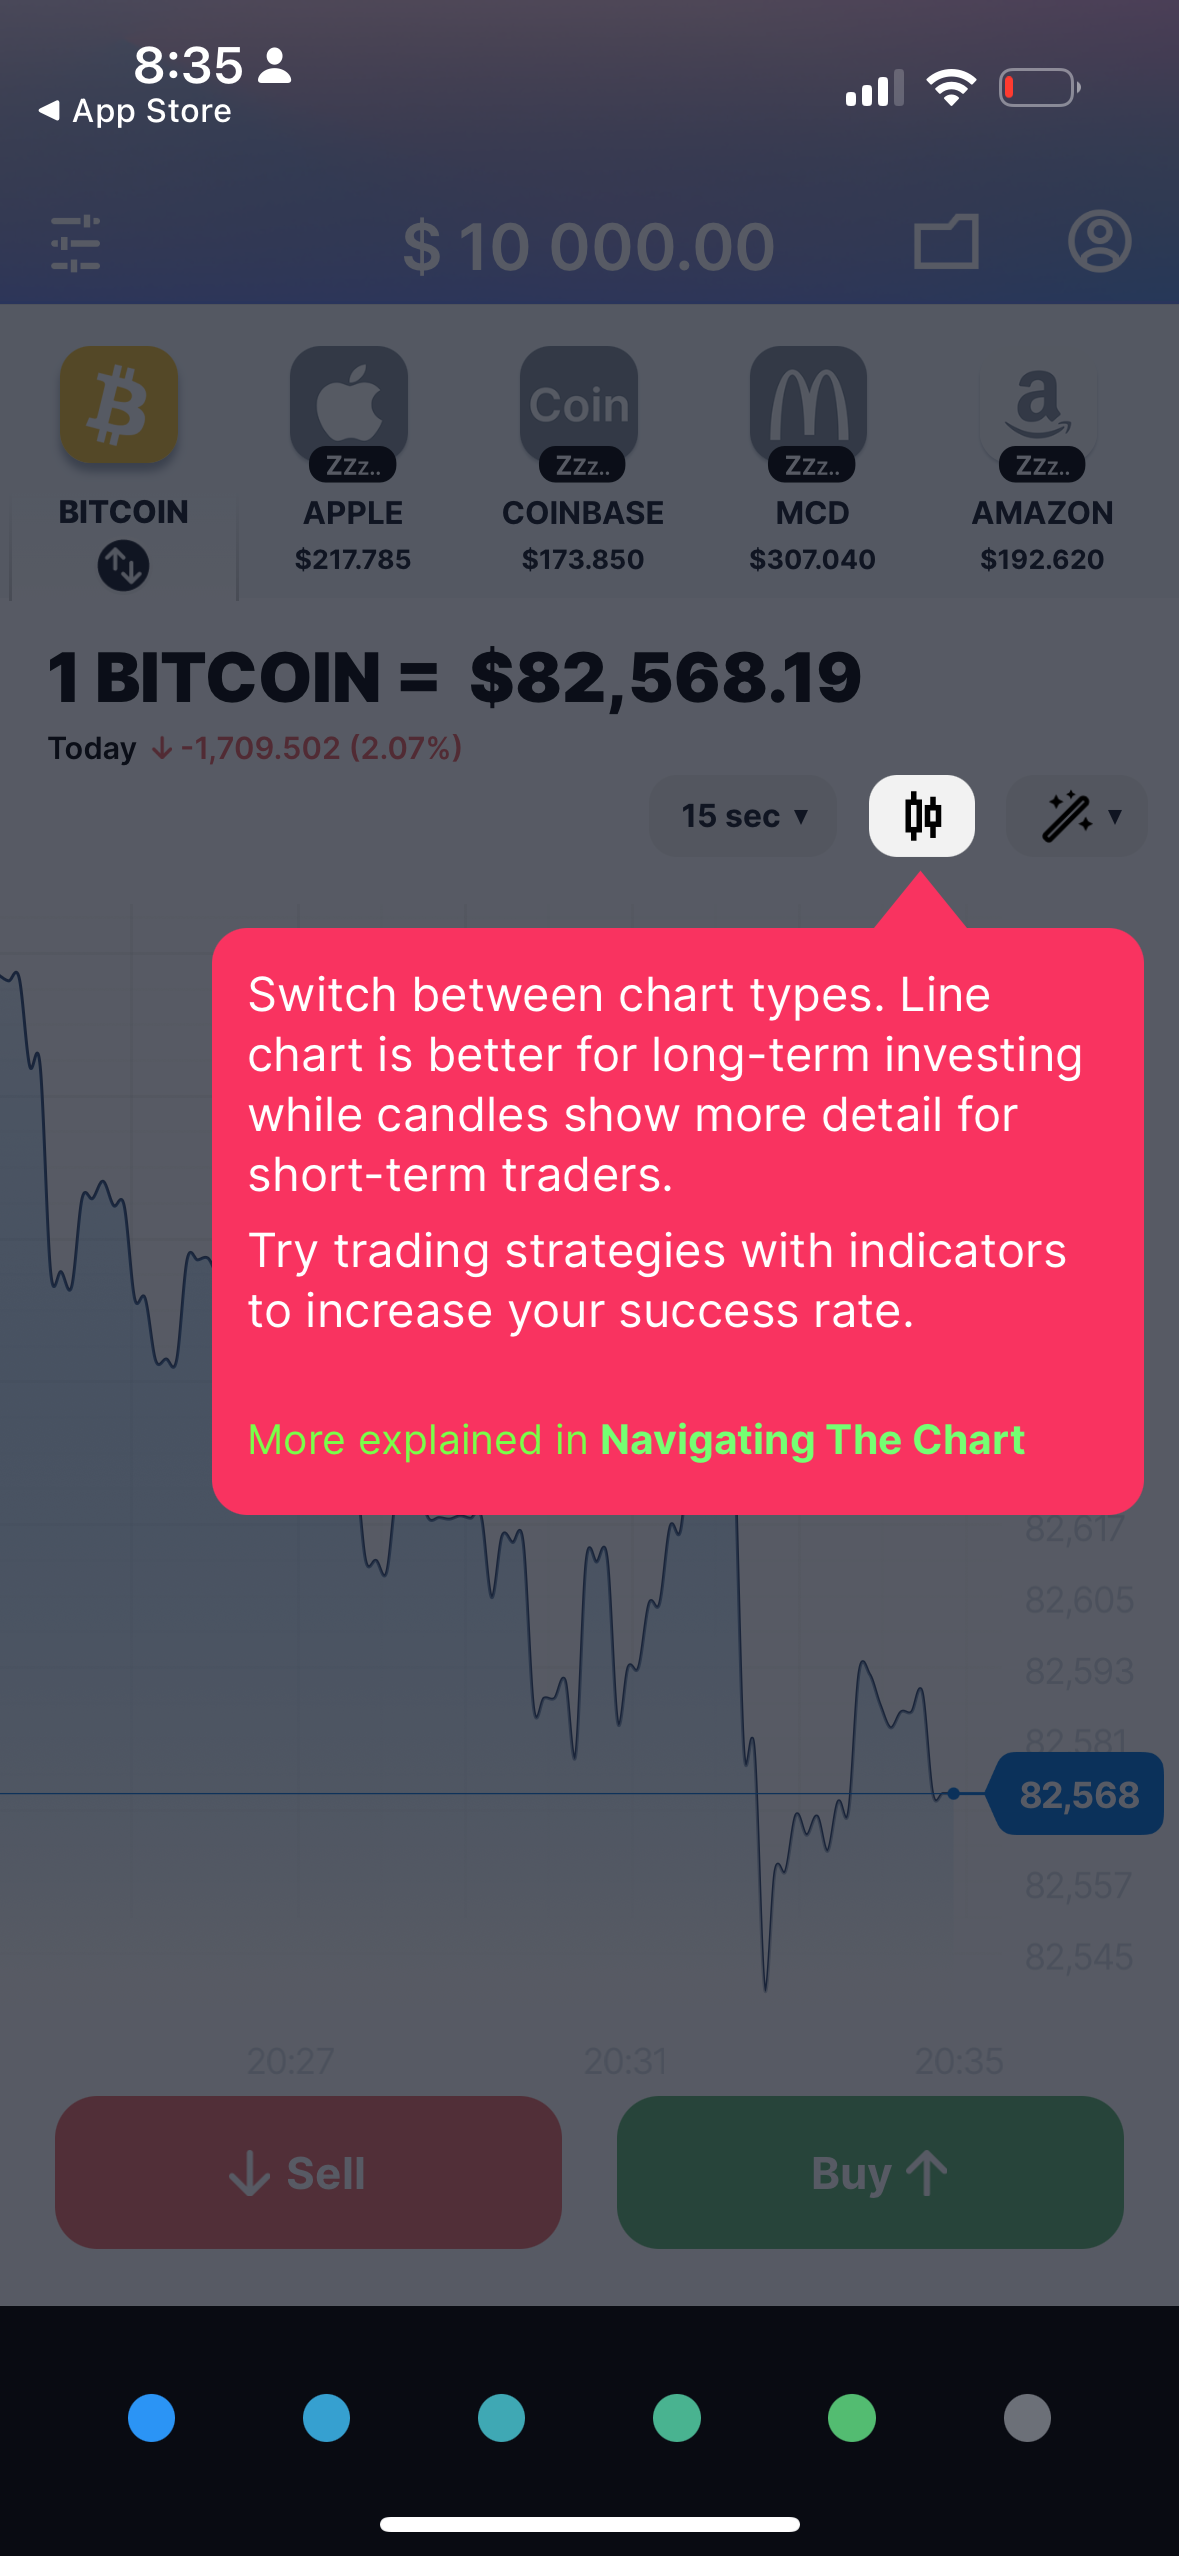 8:35
◀ App Store
$ 10 000.00
Coin
Zzz.. Zzz.. Zzz.. Zzz..
BITCOIN APPLE COINBASE MCD AMAZON
$217.785 $173.850 $307.040 $192.620
1 BITCOIN = $82,568.19
Today ↓ -1,709.502 (2.07%)
15 sec ▼ ▼
Switch between chart types. Line
chart is better for long-term investing
while candles show more detail for
short-term traders.
Try trading strategies with indicators
to increase your success rate.
More explained in Navigating The Chart
82,617
82,605
82,593
82,581
82,568
82,557
82,545
20:27 20:31 20:35
↓ Sell Buy ↑